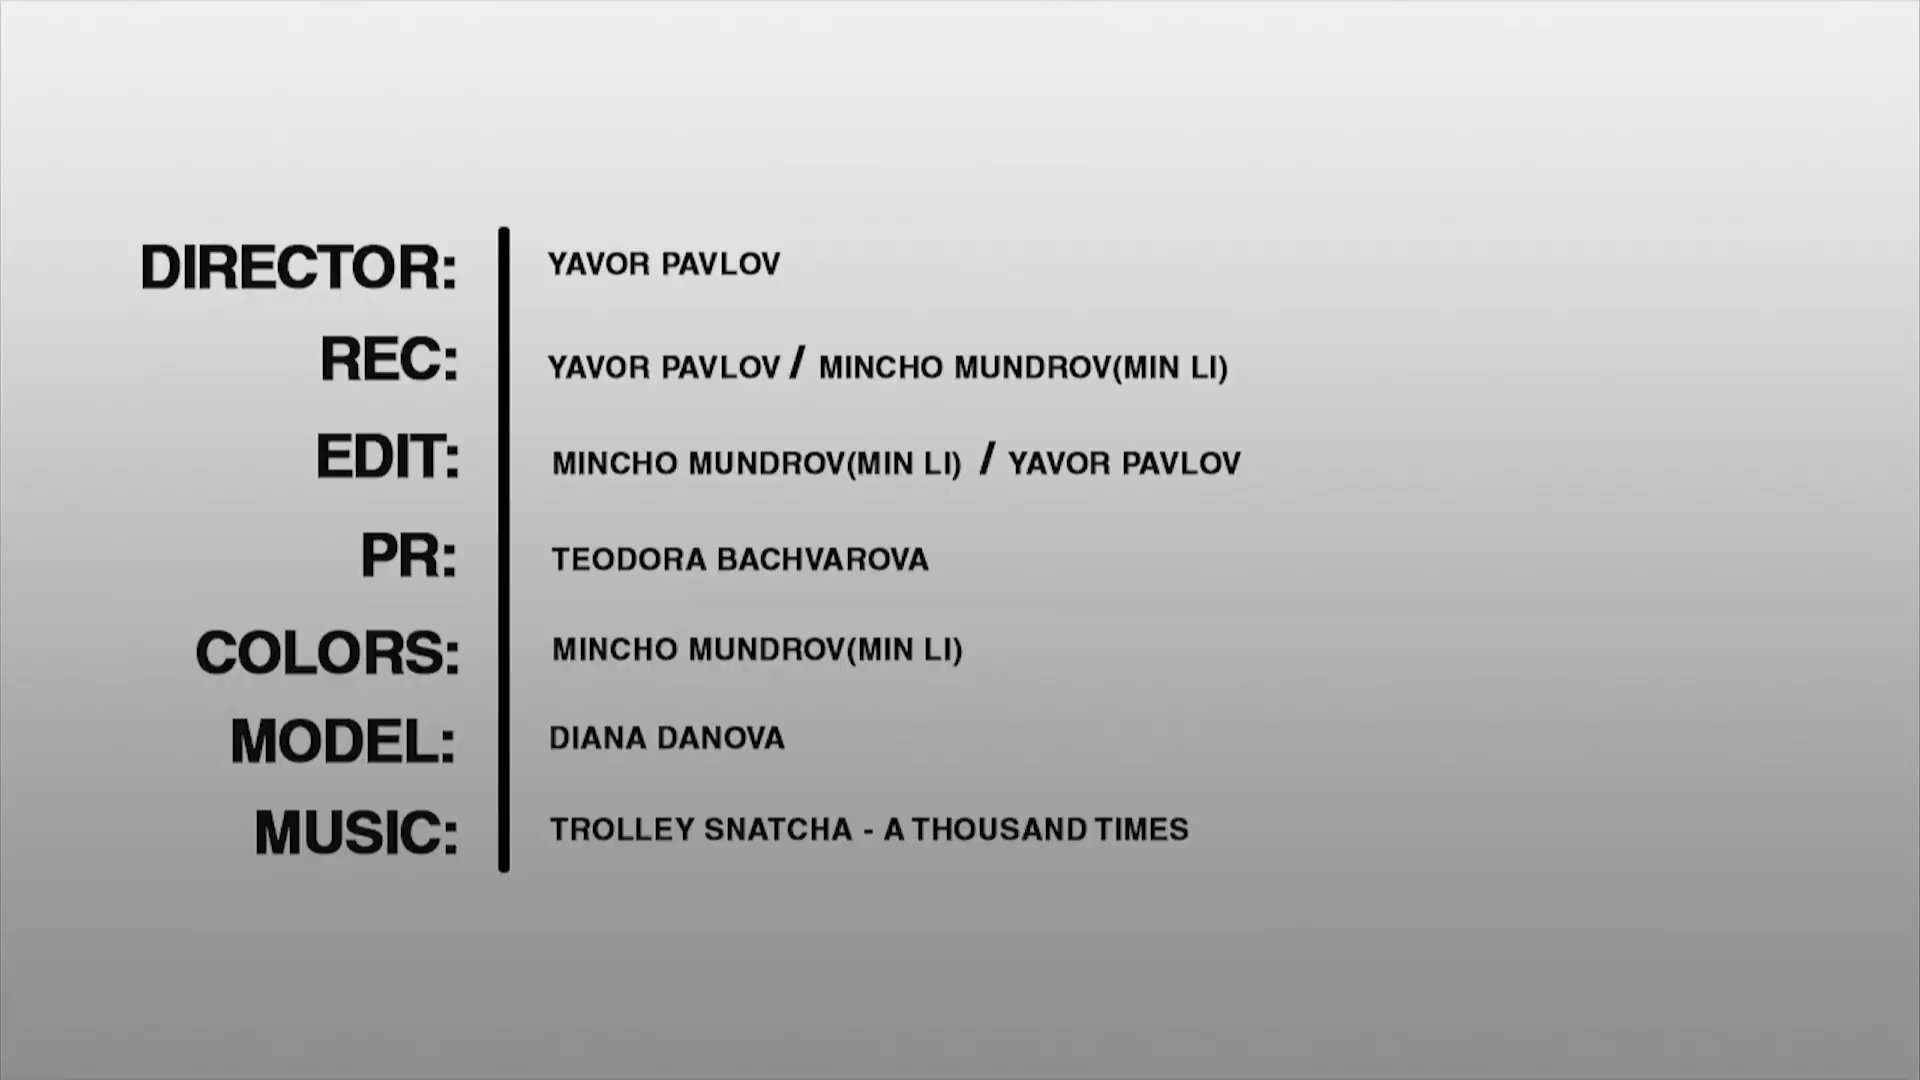 DIRECTOR: YAVOR PAVLOV
REC: YAVOR PAVLOV / MINCHO MUNDROV(MIN LI)
EDIT: MINCHO MUNDROV(MIN LI) / YAVOR PAVLOV
PR: TEODORA BACHVAROVA
COLORS: MINCHO MUNDROV(MIN LI)
MODEL: DIANA DANOVA
MUSIC: TROLLEY SNATCHA - A THOUSAND TIMES